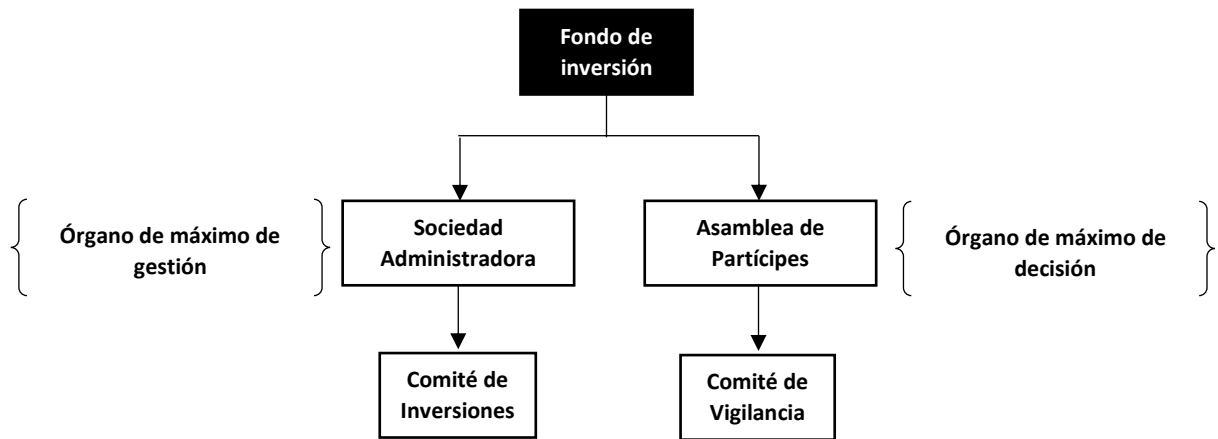 Fondo de
inversión
Órgano de máximo de
gestión
Sociedad
Administradora
Asamblea de
Partícipes
Órgano de máximo de
decisión
Comité de
Inversiones
Comité de
Vigilancia